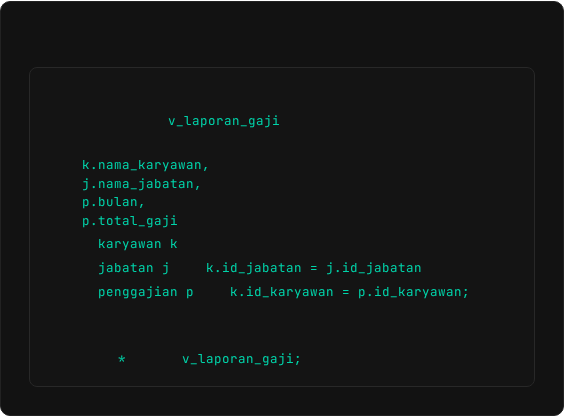 v_laporan_gaji
k.nama_karyawan,
j.nama_jabatan,
p.bulan,
p.total_gaji
karyawan k
jabatan j k.id_jabatan = j.id_jabatan
penggajian p k.id_karyawan = p.id_karyawan;
* v_laporan_gaji;